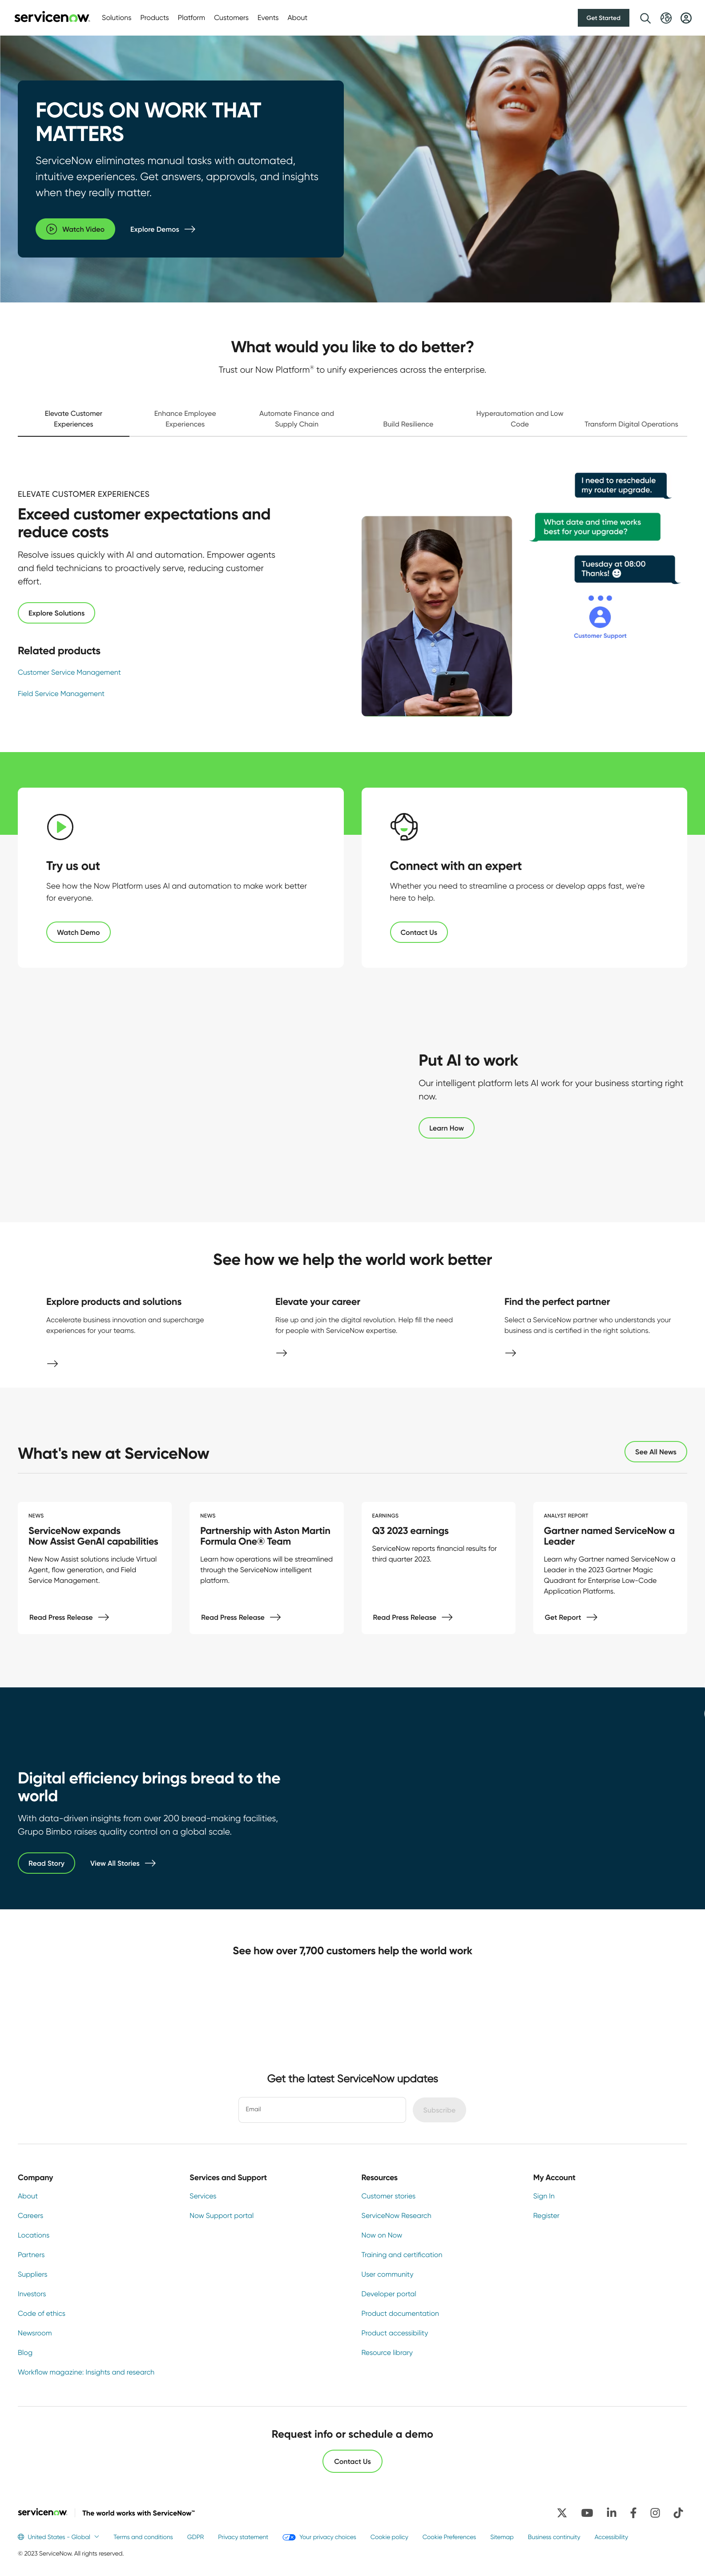 servicenow
Solutions Products Platform Customers Events About Get Started
FOCUS ON WORK THAT
MATTERS
ServiceNow eliminates manual tasks with automated,
intuitive experiences. Get answers, approvals, and insights
when they really matter.
Watch Video Explore Demos
What would you like to do better?
Trust our Now Platform® to unify experiences across the enterprise.
Elevate Customer
Experiences
Enhance Employee
Experiences
Automate Finance and
Supply Chain
Build Resilience
Hyperautomation and Low
Code
Transform Digital Operations
ELEVATE CUSTOMER EXPERIENCES
Exceed customer expectations and
reduce costs
Resolve issues quickly with AI and automation. Empower agents
and field technicians to proactively serve, reducing customer
effort.
Explore Solutions
Related products
Customer Service Management
Field Service Management
I need to reschedule
my router upgrade.
What date and time works
best for your upgrade?
Tuesday at 08:00
Thanks! 😀
Customer Support
Try us out
See how the Now Platform uses AI and automation to make work better
for everyone.
Watch Demo
Connect with an expert
Whether you need to streamline a process or develop apps fast, we're
here to help.
Contact Us
Put AI to work
Our intelligent platform lets AI work for your business starting right
now.
Learn How
See how we help the world work better
Explore products and solutions
Accelerate business innovation and supercharge
experiences for your teams.
Elevate your career
Rise up and join the digital revolution. Help fill the need
for people with ServiceNow expertise.
Find the perfect partner
Select a ServiceNow partner who understands your
business and is certified in the right solutions.
What's new at ServiceNow
See All News
NEWS
ServiceNow expands
Now Assist GenAI capabilities
New Now Assist solutions include Virtual
Agent, flow generation, and Field
Service Management.
Read Press Release
NEWS
Partnership with Aston Martin
Formula One® Team
Learn how operations will be streamlined
through the ServiceNow intelligent
platform.
Read Press Release
EARNINGS
Q3 2023 earnings
ServiceNow reports financial results for
third quarter 2023.
Read Press Release
ANALYST REPORT
Gartner named ServiceNow a
Leader
Learn why Gartner named ServiceNow a
Leader in the 2023 Gartner Magic
Quadrant for Enterprise Low-Code
Application Platforms.
Get Report
Digital efficiency brings bread to the
world
With data-driven insights from over 200 bread-making facilities,
Grupo Bimbo raises quality control on a global scale.
Read Story View All Stories
See how over 7,700 customers help the world work
Get the latest ServiceNow updates
Email Subscribe
Company
About
Careers
Locations
Partners
Suppliers
Investors
Code of ethics
Newsroom
Blog
Workflow magazine: Insights and research
Services and Support
Services
Now Support portal
Resources
Customer stories
ServiceNow Research
Now on Now
Training and certification
User community
Developer portal
Product documentation
Product accessibility
Resource library
My Account
Sign In
Register
Request info or schedule a demo
Contact Us
servicenow The world works with ServiceNow™
United States - Global Terms and conditions GDPR Privacy statement Your privacy choices Cookie policy Cookie Preferences Sitemap Business continuity Accessibility
© 2023 ServiceNow. All rights reserved.